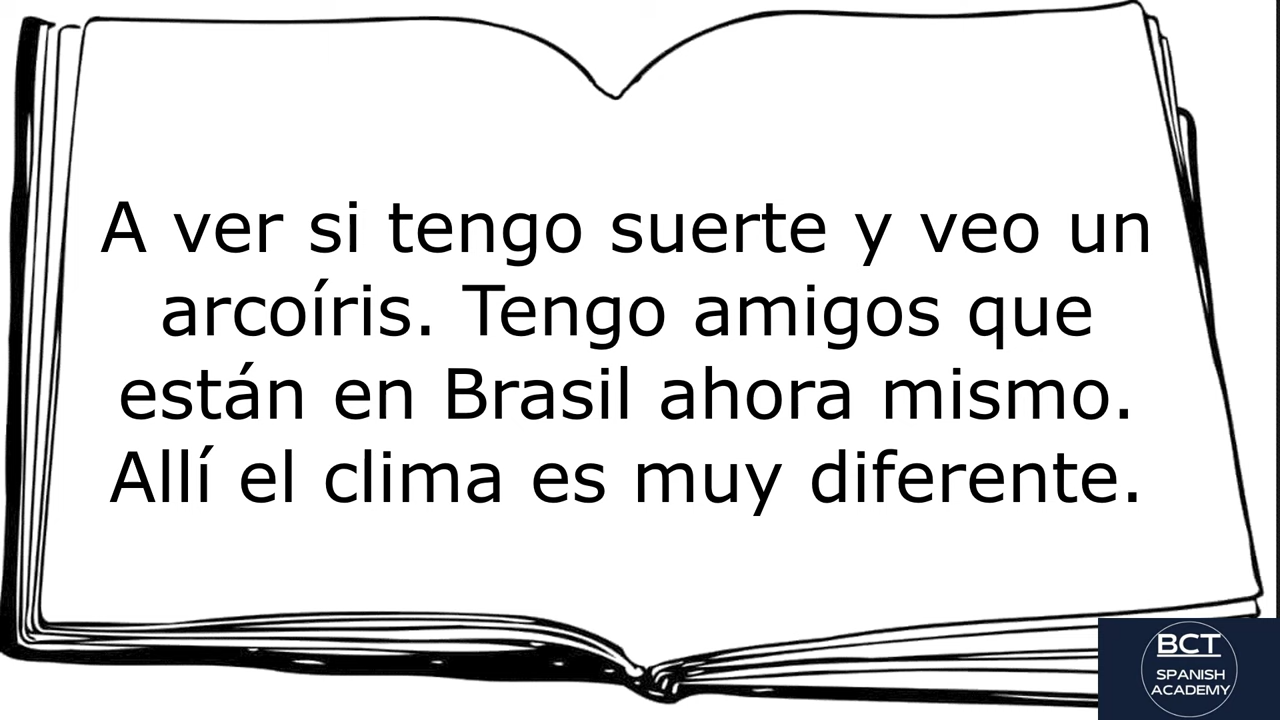 A ver si tengo suerte y veo un
arcoíris. Tengo amigos que
están en Brasil ahora mismo.
Allí el clima es muy diferente.
BCT
SPANISH
ACADEMY